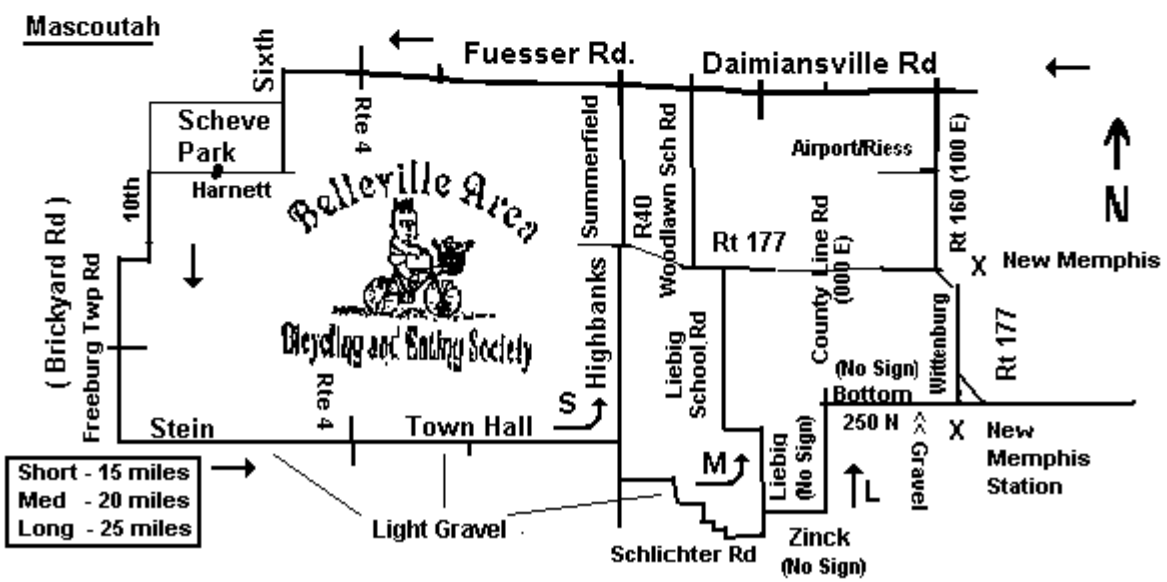 Mascoutah
Sixth
Fuesser Rd.
Daimiansville Rd
Scheve
Park
Harnett
Rte 4
Summerfield
R40
Woodlawn Sch Rd
Airport/Riess
Rt 160 (100 E)
N
10th
Belleville Area
Bicycling and Eating Society
Rt 177
County Line Rd
(000 E)
X New Memphis
( Brickyard Rd )
Freeburg Twp Rd
Highbanks
Liebig
School Rd
(No Sign)
Bottom
250 N
Wittenburg
Rt 177
Stein
Rte 4
Town Hall
S
<< Gravel
X New
Memphis
Station
Short - 15 miles
Med - 20 miles
Long - 25 miles
M
Liebig
(No Sign)
L
Light Gravel
Schlichter Rd
Zinck
(No Sign)